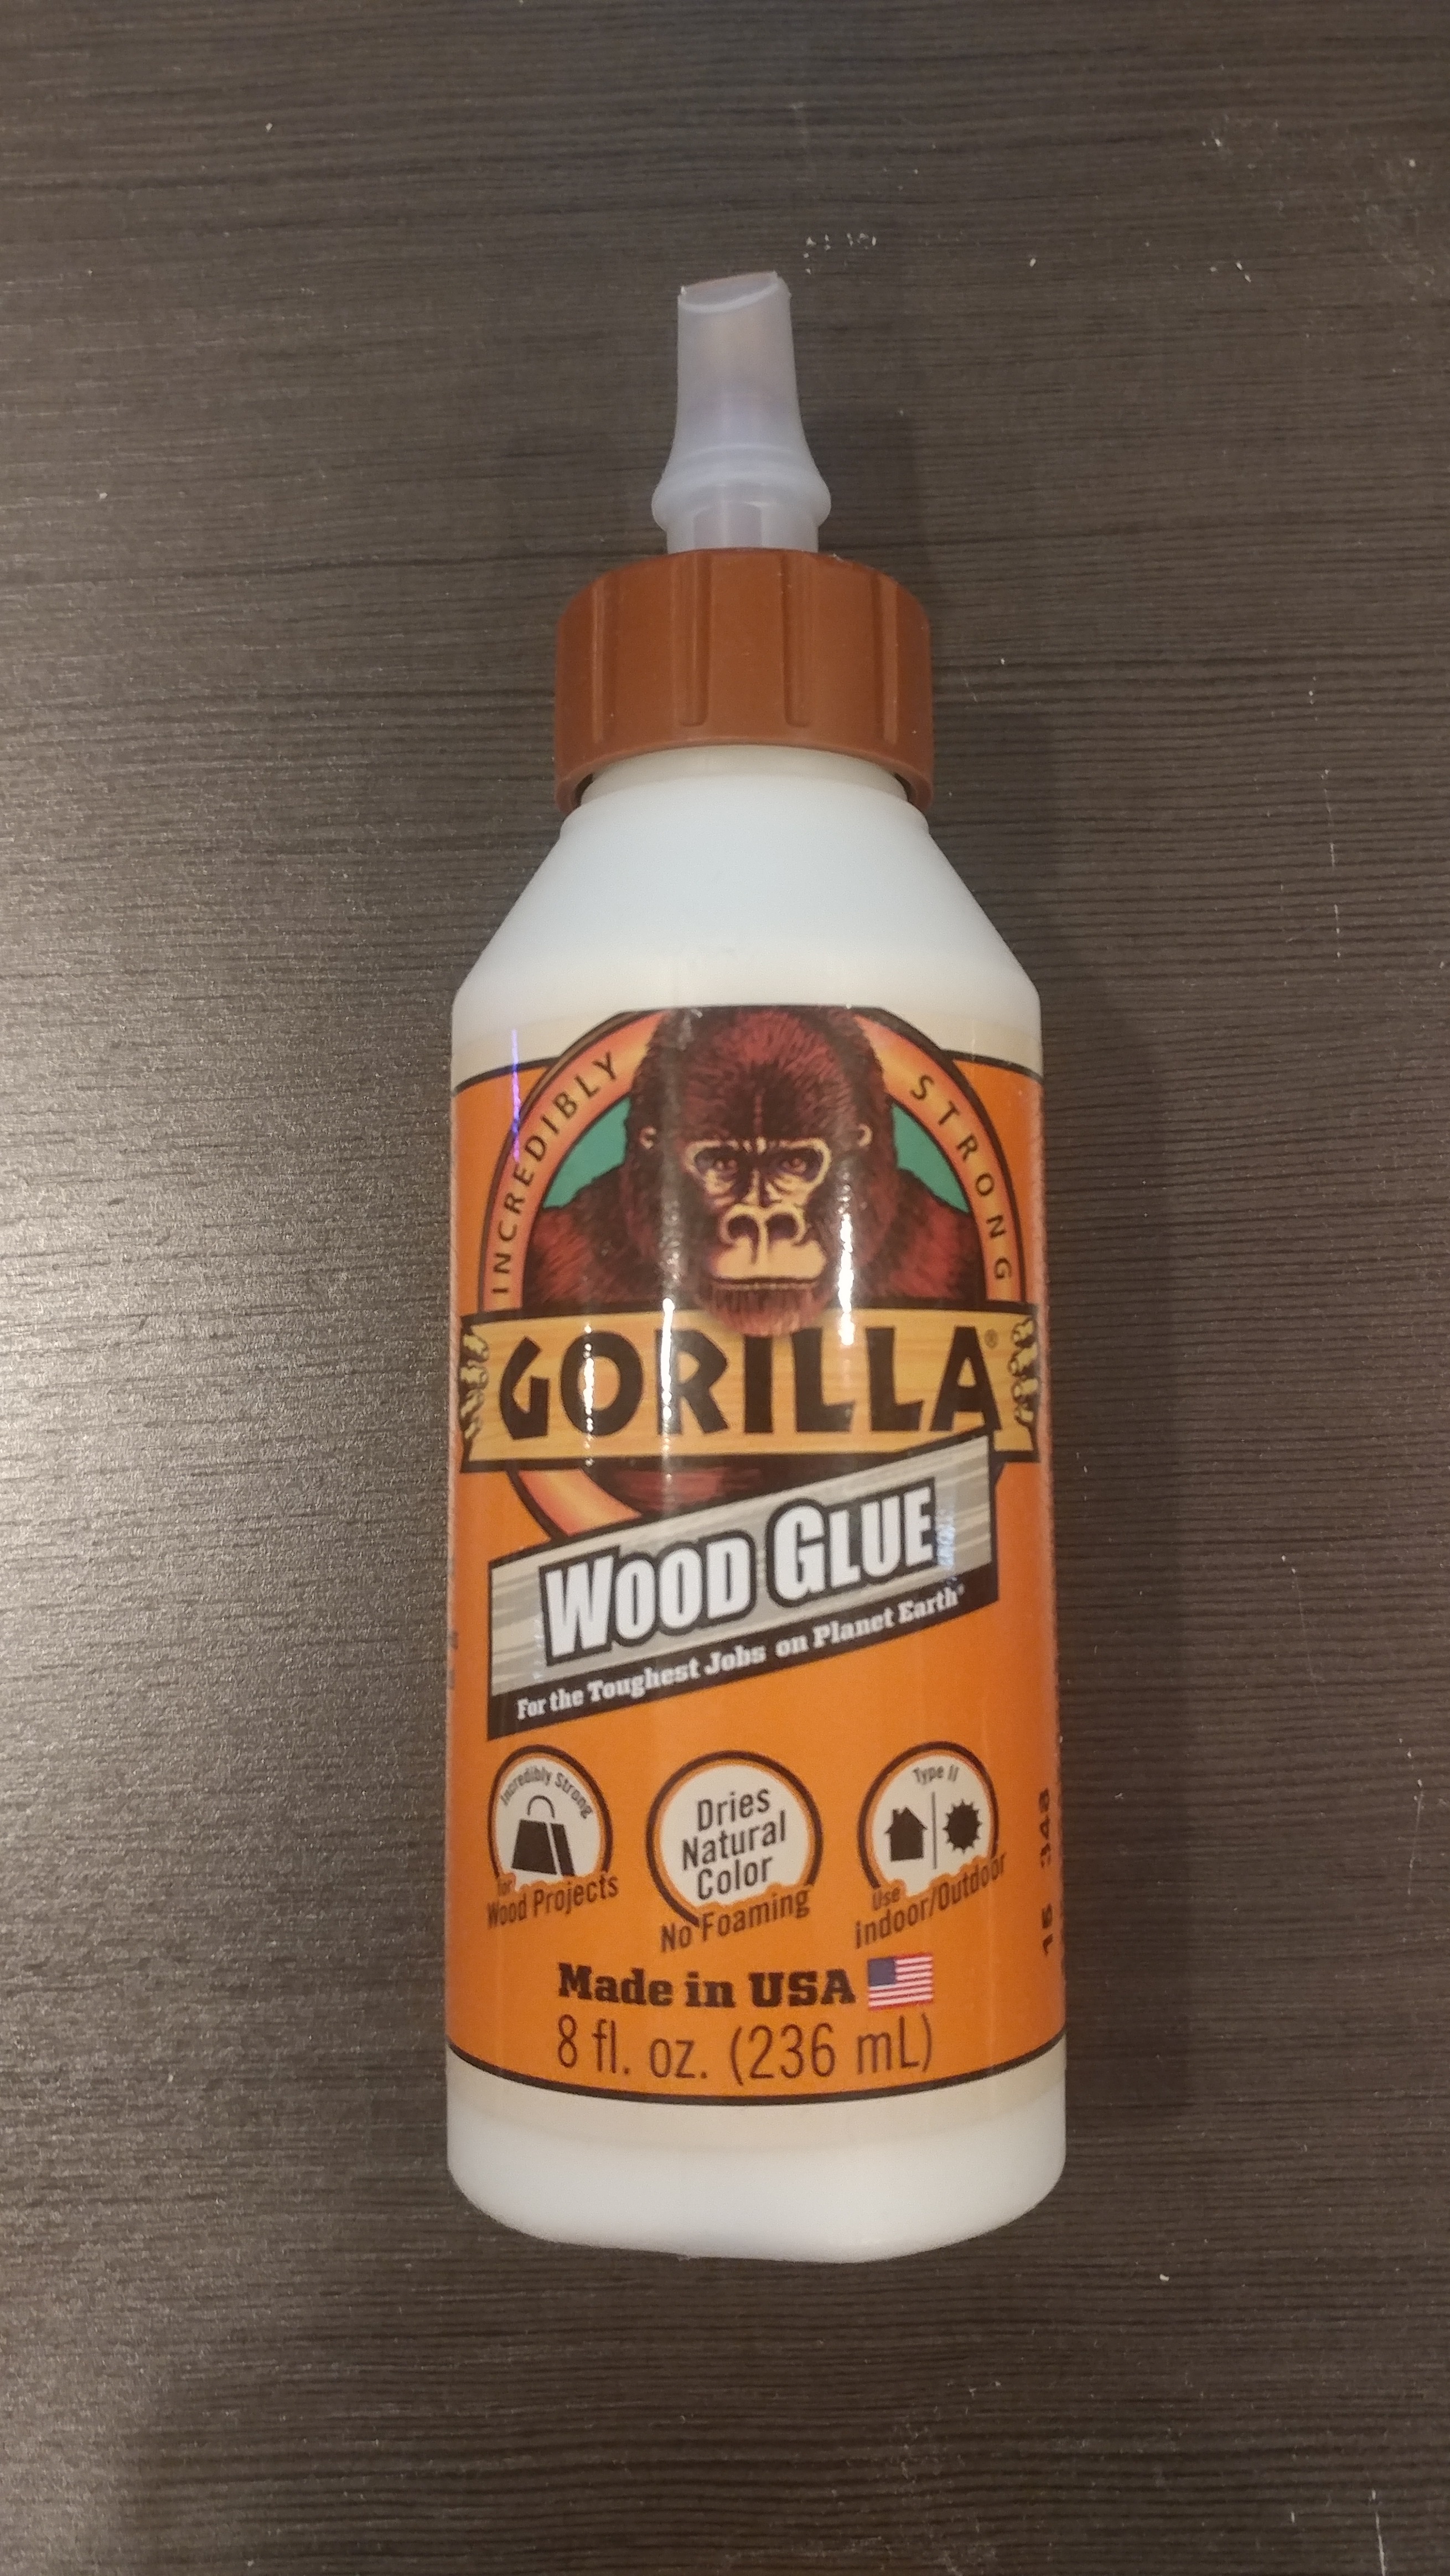 INCREDIBLY STRONG
GORILLA®
WOOD GLUE
For the Toughest Jobs on Planet Earth®
Incredibly Strong
for
Wood Projects
Dries
Natural
Color
No Foaming
Type II
Use
Indoor/Outdoor
Made in USA
8 fl. oz. (236 mL)